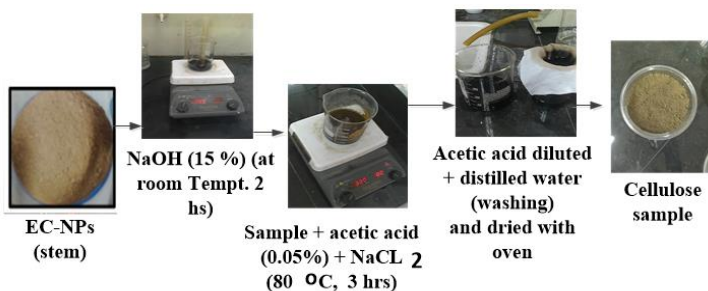 EC-NPs
(stem)
NaOH (15 %) (at
room Tempt. 2
hs)
Sample + acetic acid
(0.05%) + NaCL 2
(80 °C, 3 hrs)
Acetic acid diluted
+ distilled water
(washing)
and dried with
oven
Cellulose
sample